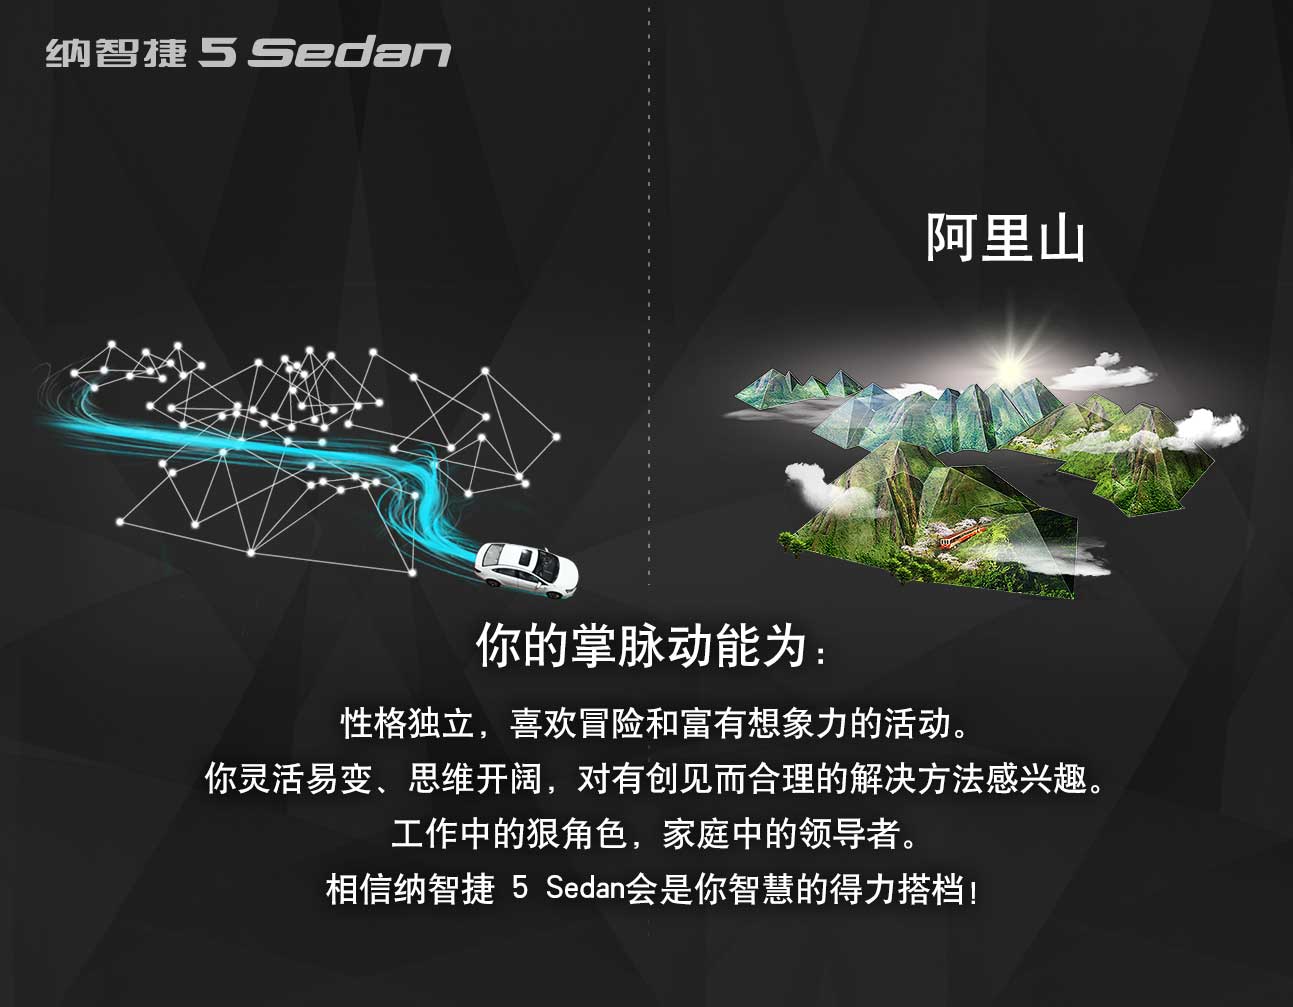 纳智捷 5 Sedan
阿里山
你的掌脉动能为：
性格独立，喜欢冒险和富有想象力的活动。
你灵活易变、思维开阔，对有创见而合理的解决方法感兴趣。
工作中的狠角色，家庭中的领导者。
相信纳智捷 5 Sedan会是你智慧的得力搭档！